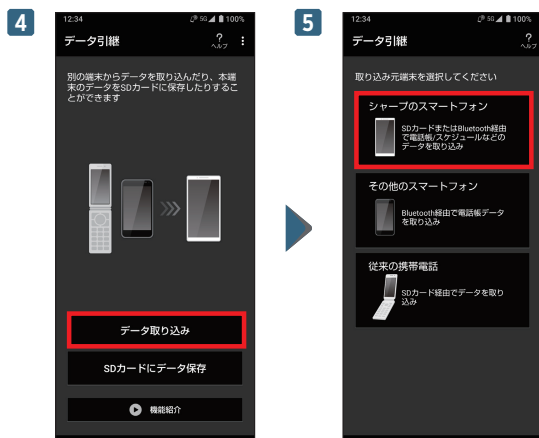 4
12:34
5G 100%
データ引継
?
ヘルプ
別の端末からデータを取り込んだり、本端
末のデータをSDカードに保存したりするこ
とができます
データ取り込み
SDカードにデータ保存
機能紹介
5
12:34
5G 100%
データ引継
?
ヘルプ
取り込み元端末を選択してください
シャープのスマートフォン
SDカードまたはBluetooth経由
で電話帳/スケジュールなどの
データを取り込み
その他のスマートフォン
Bluetooth経由で電話帳データ
を取り込み
従来の携帯電話
SDカード経由でデータを取り
込み